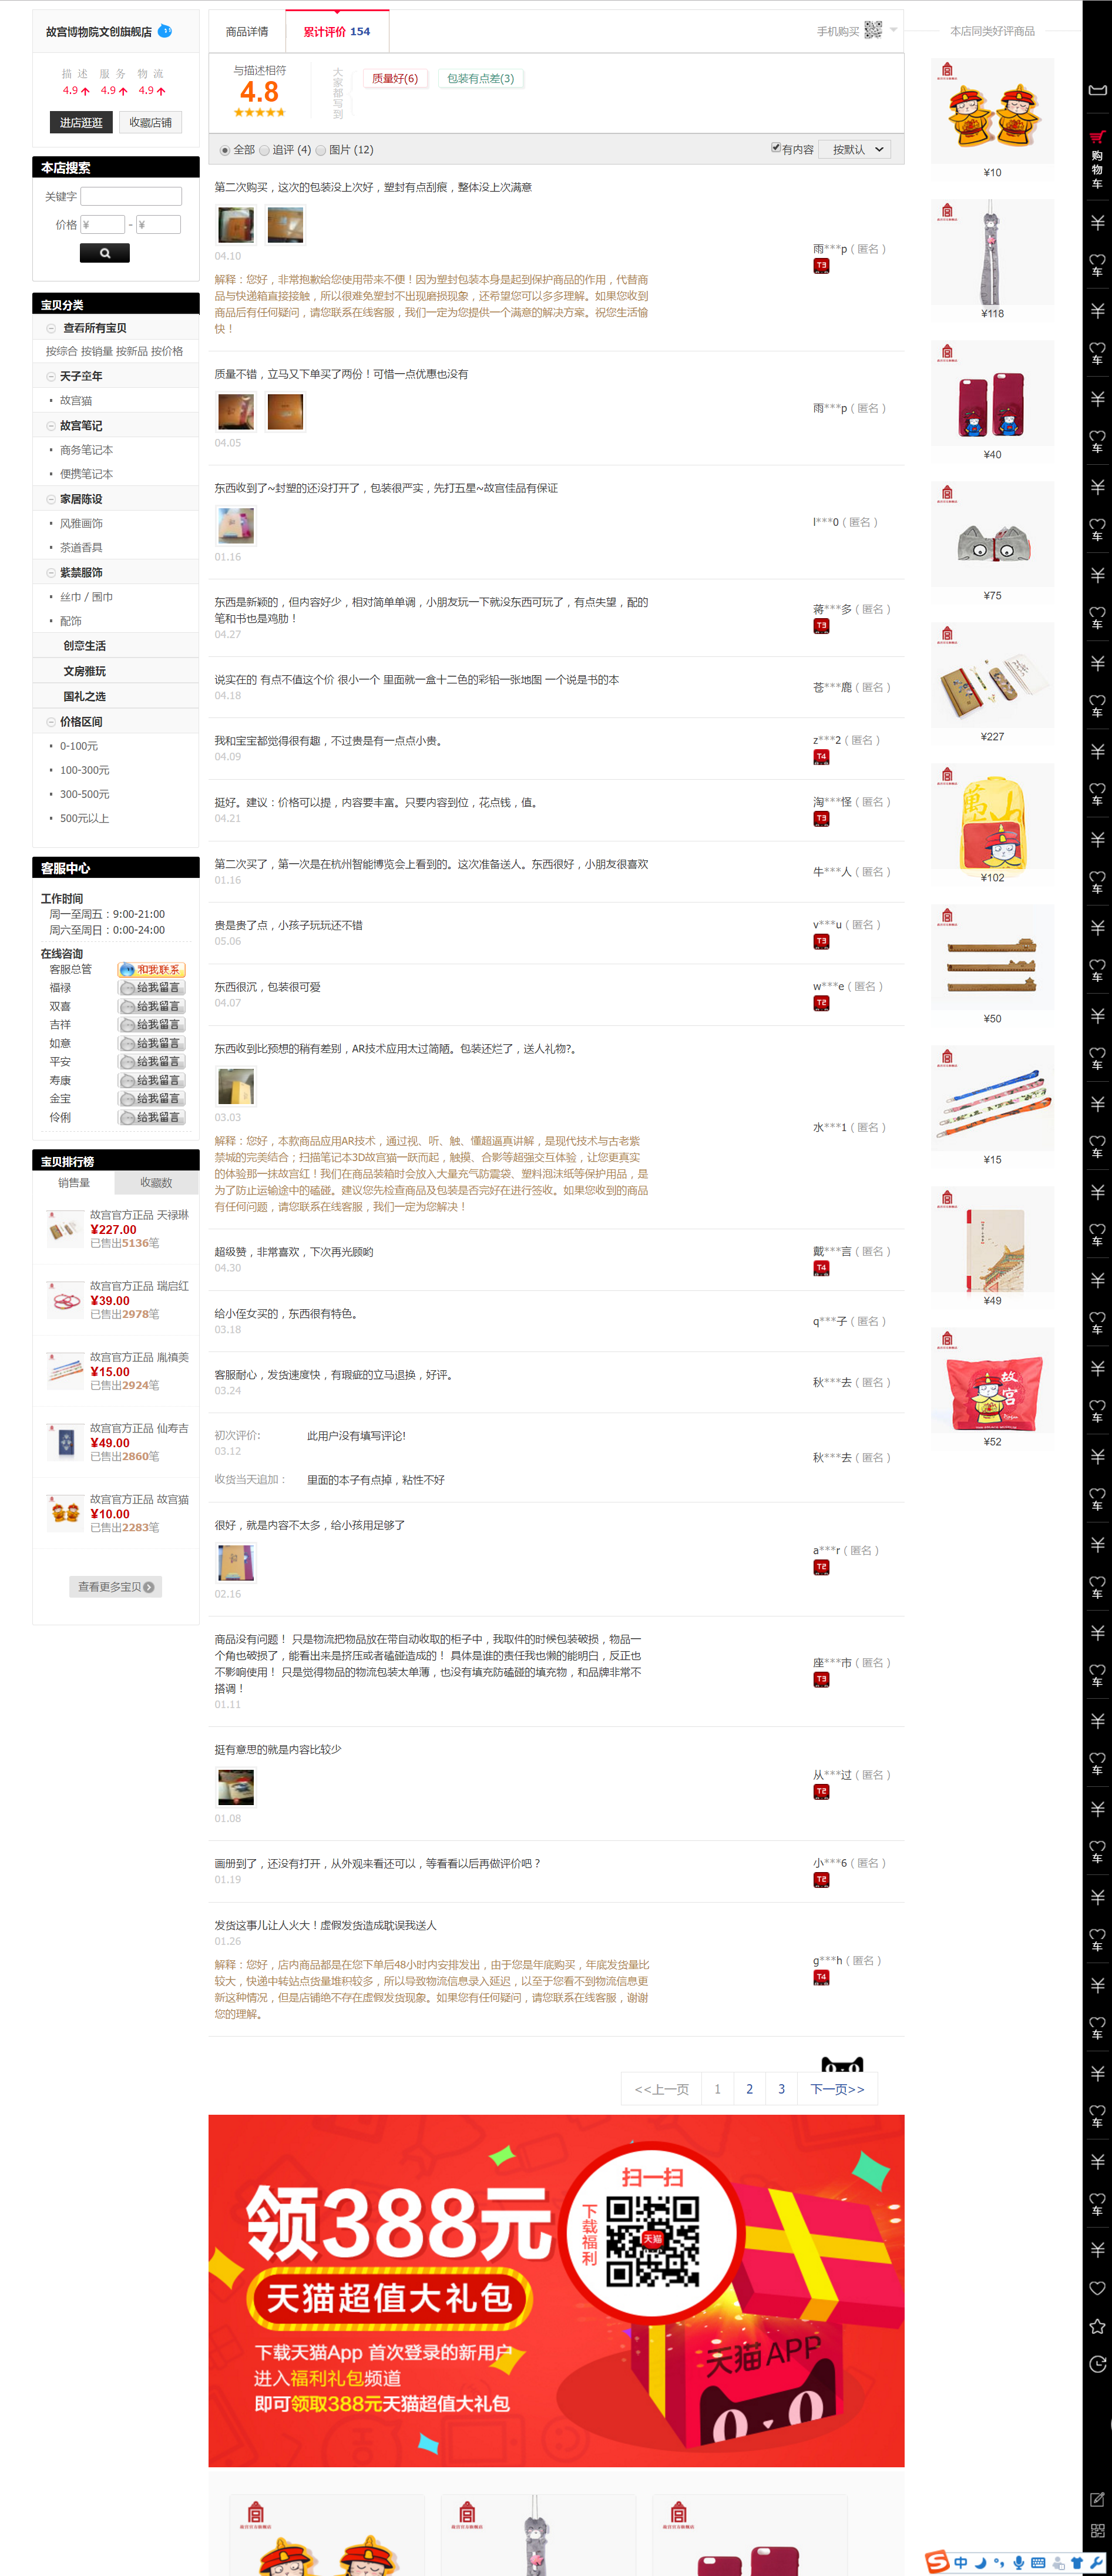 故宫博物院文创旗舰店
描 述 服 务 物 流
4.9 4.9 4.9
进店逛逛 收藏店铺
本店搜索
关键字
价格 ¥ - ¥
宝贝分类
查看所有宝贝
按综合 按销量 按新品 按价格
天子童年
故宫猫
故宫笔记
商务笔记本
便携笔记本
家居陈设
风雅画饰
茶道香具
紫禁服饰
丝巾 / 围巾
配饰
创意生活
文房雅玩
国礼之选
价格区间
0-100元
100-300元
300-500元
500元以上
客服中心
工作时间
周一至周五：9:00-21:00
周六至周日：0:00-24:00
在线咨询
客服总管 和我联系
福禄 给我留言
双喜 给我留言
吉祥 给我留言
如意 给我留言
平安 给我留言
寿康 给我留言
金宝 给我留言
伶俐 给我留言
宝贝排行榜
销售量 收藏数
故宫官方正品 天禄琳
¥227.00
已售出5136笔
故宫官方正品 瑞启红
¥39.00
已售出2978笔
故宫官方正品 胤禛美
¥15.00
已售出2924笔
故宫官方正品 仙寿吉
¥49.00
已售出2860笔
故宫官方正品 故宫猫
¥10.00
已售出2283笔
查看更多宝贝
商品详情 累计评价 154 手机购买
与描述相符
4.8
大家都写到
质量好(6) 包装有点差(3)
全部 追评 (4) 图片 (12) 有内容 按默认
第二次购买，这次的包装没上次好，塑封有点刮痕，整体没上次满意
04.10
解释：您好，非常抱歉给您使用带来不便！因为塑封包装本身是起到保护商品的作用，代替商
品与快递箱直接接触，所以很难免塑封不出现磨损现象，还希望您可以多多理解。如果您收到
商品后有任何疑问，请您联系在线客服，我们一定为您提供一个满意的解决方案。祝您生活愉
快！
雨***p（匿名）
T3
质量不错，立马又下单买了两份！可惜一点优惠也没有
04.05
雨***p（匿名）
东西收到了~封塑的还没打开了，包装很严实，先打五星~故宫佳品有保证
01.16
l***0（匿名）
东西是新颖的，但内容好少，相对简单单调，小朋友玩一下就没东西可玩了，有点失望，配的
笔和书也是鸡肋！
04.27
蒋***多（匿名）
T3
说实在的 有点不值这个价 很小一个 里面就一盒十二色的彩铅一张地图 一个说是书的本
04.18
苍***鹿（匿名）
我和宝宝都觉得很有趣，不过贵是有一点点小贵。
04.09
z***2（匿名）
T4
挺好。建议：价格可以提，内容要丰富。只要内容到位，花点钱，值。
04.21
淘***怪（匿名）
T3
第二次买了，第一次是在杭州智能博览会上看到的。这次准备送人。东西很好，小朋友很喜欢
01.16
牛***人（匿名）
贵是贵了点，小孩子玩玩还不错
05.06
v***u（匿名）
T3
东西很沉，包装很可爱
04.07
w***e（匿名）
T2
东西收到比预想的稍有差别，AR技术应用太过简陋。包装还烂了，送人礼物?。
03.03
解释：您好，本款商品应用AR技术，通过视、听、触、懂超逼真讲解，是现代技术与古老紫
禁城的完美结合；扫描笔记本3D故宫猫一跃而起，触摸、合影等超强交互体验，让您更真实
的体验那一抹故宫红！我们在商品装箱时会放入大量充气防震袋、塑料泡沫纸等保护用品，是
为了防止运输途中的磕碰。建议您先检查商品及包装是否完好在进行签收。如果您收到的商品
有任何问题，请您联系在线客服，我们一定为您解决！
水***1（匿名）
超级赞，非常喜欢，下次再光顾哟
04.30
戴***言（匿名）
T4
给小侄女买的，东西很有特色。
03.18
q***子（匿名）
客服耐心，发货速度快，有瑕疵的立马退换，好评。
03.24
秋***去（匿名）
初次评价: 此用户没有填写评论!
03.12
收货当天追加： 里面的本子有点掉，粘性不好
秋***去（匿名）
很好，就是内容不太多，给小孩用足够了
02.16
a***r（匿名）
T2
商品没有问题！ 只是物流把物品放在带自动收取的柜子中，我取件的时候包装破损，物品一
个角也破损了，能看出来是挤压或者磕碰造成的！ 具体是谁的责任我也懒的能明白，反正也
不影响使用！ 只是觉得物品的物流包装太单薄，也没有填充防磕碰的填充物，和品牌非常不
搭调！
01.11
座***市（匿名）
T3
挺有意思的就是内容比较少
01.08
从***过（匿名）
T2
画册到了，还没有打开，从外观来看还可以，等看看以后再做评价吧？
01.19
小***6（匿名）
T2
发货这事儿让人火大！虚假发货造成耽误我送人
01.26
解释：您好，店内商品都是在您下单后48小时内安排发出，由于您是年底购买，年底发货量比
较大，快递中转站点货量堆积较多，所以导致物流信息录入延迟，以至于您看不到物流信息更
新这种情况，但是店铺绝不存在虚假发货现象。如果您有任何疑问，请您联系在线客服，谢谢
您的理解。
g***h（匿名）
T4
<<上一页 1 2 3 下一页>>
领388元
天猫超值大礼包
下载天猫App 首次登录的新用户
进入福利礼包频道
即可领取388元天猫超值大礼包
扫一扫
下载福利
天猫
天猫APP
本店同类好评商品
¥10
¥118
¥40
¥75
¥227
¥102
¥50
¥15
¥49
故宫
¥52
购物车
中